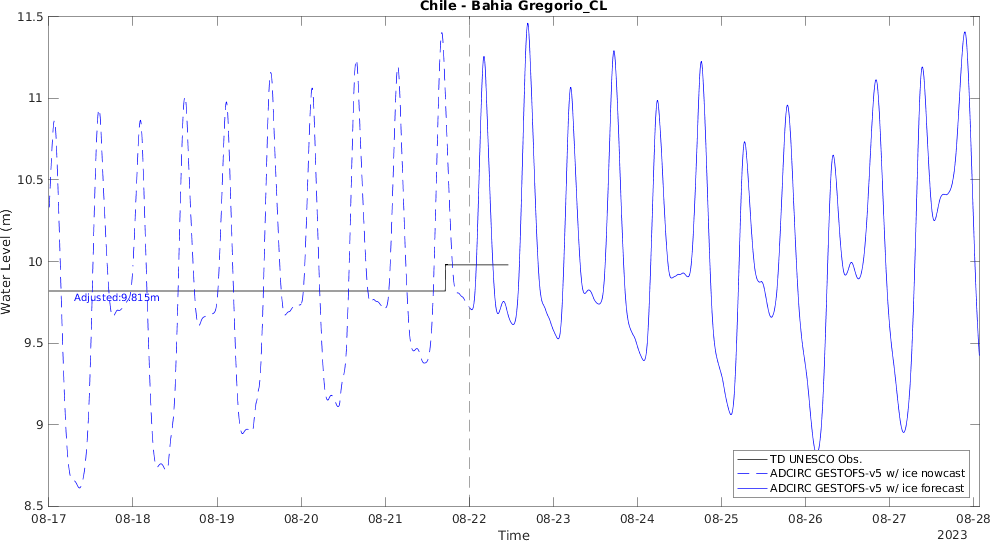 Chile - Bahia Gregorio_CL
Water Level (m)
11.5
11
10.5
10
9.5
9
8.5
Adjusted:9.815m
TD UNESCO Obs.
ADCIRC GESTOFS-v5 w/ ice nowcast
ADCIRC GESTOFS-v5 w/ ice forecast
08-17 08-18 08-19 08-20 08-21 08-22 08-23 08-24 08-25 08-26 08-27 08-28
Time
2023